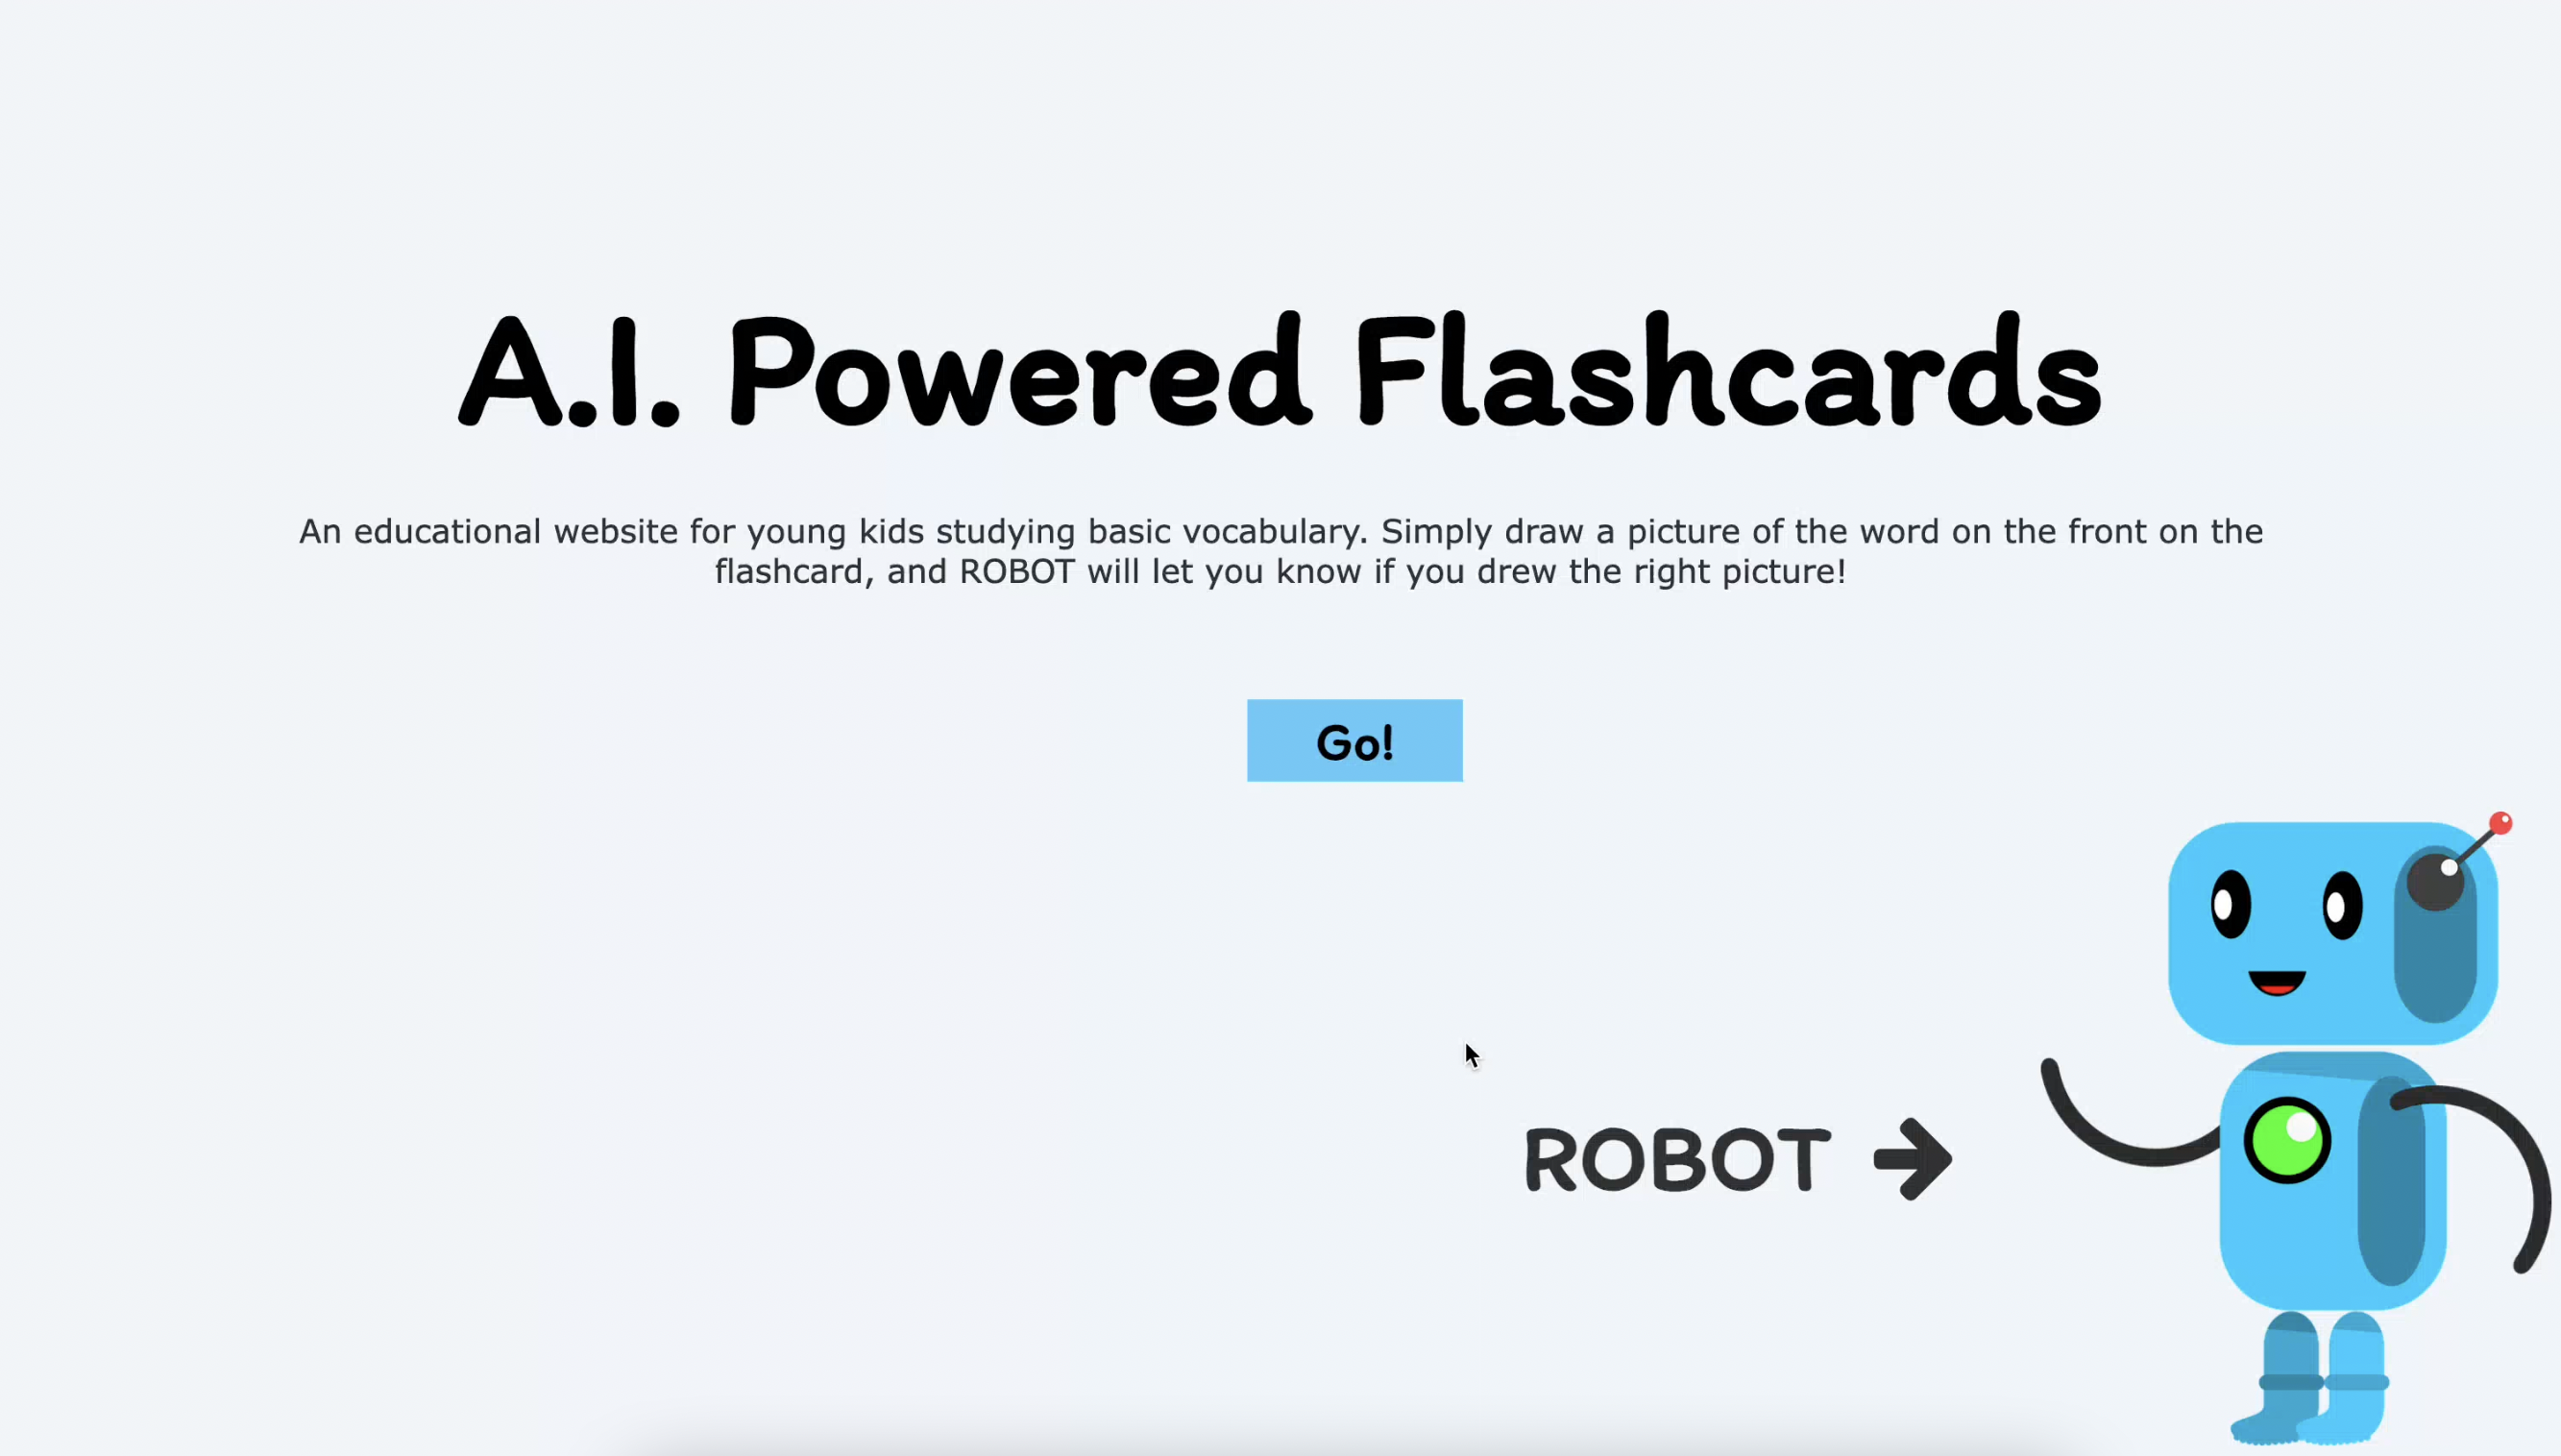 A.I. Powered Flashcards
An educational website for young kids studying basic vocabulary. Simply draw a picture of the word on the front on the
flashcard, and ROBOT will let you know if you drew the right picture!
Go!
ROBOT